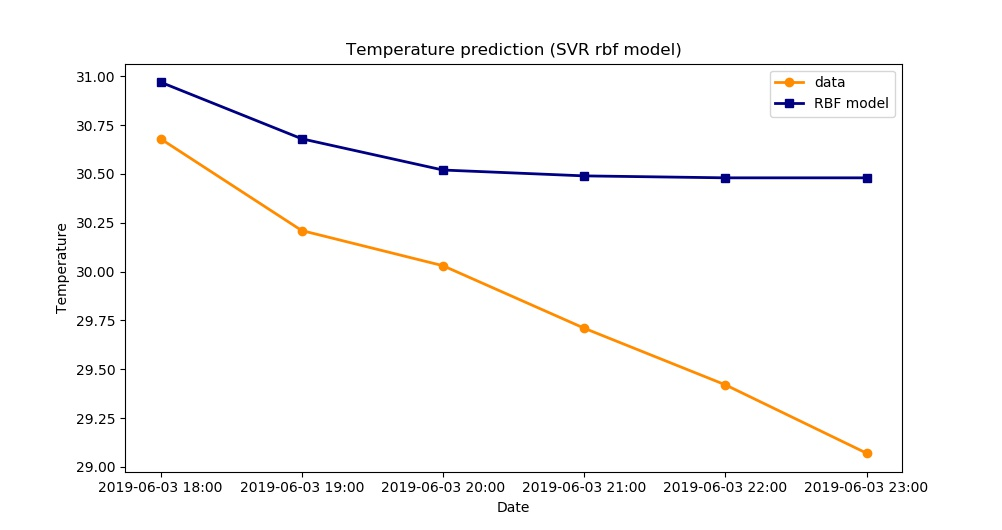 Temperature prediction (SVR rbf model)
data
RBF model
31.00
30.75
30.50
30.25
30.00
29.75
29.50
29.25
29.00
Temperature
2019-06-03 18:00 2019-06-03 19:00 2019-06-03 20:00 2019-06-03 21:00 2019-06-03 22:00 2019-06-03 23:00
Date